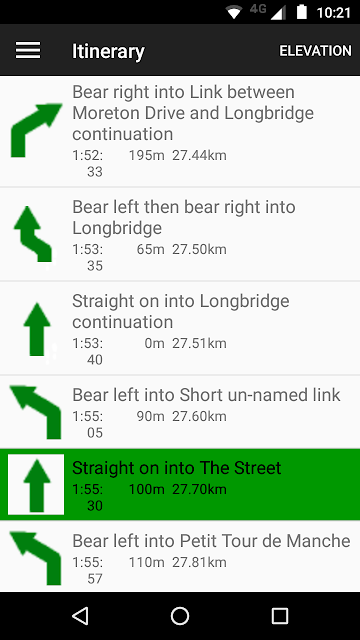 4G 10:21
Itinerary ELEVATION
Bear right into Link between
Moreton Drive and Longbridge
continuation
1:52: 195m 27.44km
33
Bear left then bear right into
Longbridge
1:53: 65m 27.50km
35
Straight on into Longbridge
continuation
1:53: 0m 27.51km
40
Bear left into Short un-named link
1:55: 90m 27.60km
05
Straight on into The Street
1:55: 100m 27.70km
30
Bear left into Petit Tour de Manche
1:55: 110m 27.81km
57